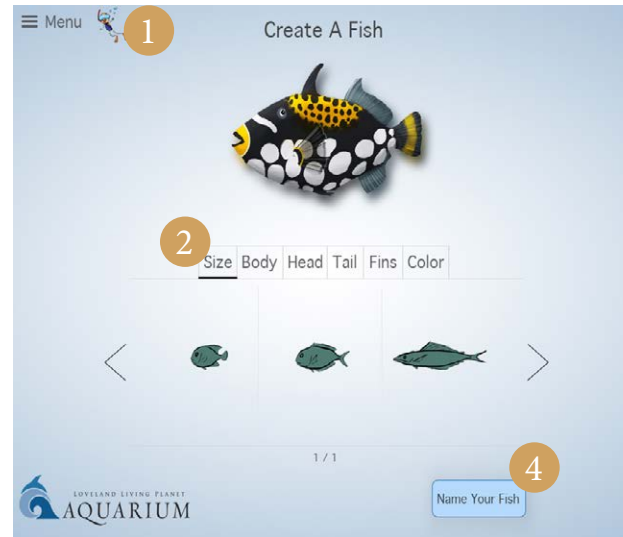 Menu
1
Create A Fish
2
Size Body Head Tail Fins Color
1 / 1
4
Name Your Fish
LOVELAND LIVING PLANET
AQUARIUM